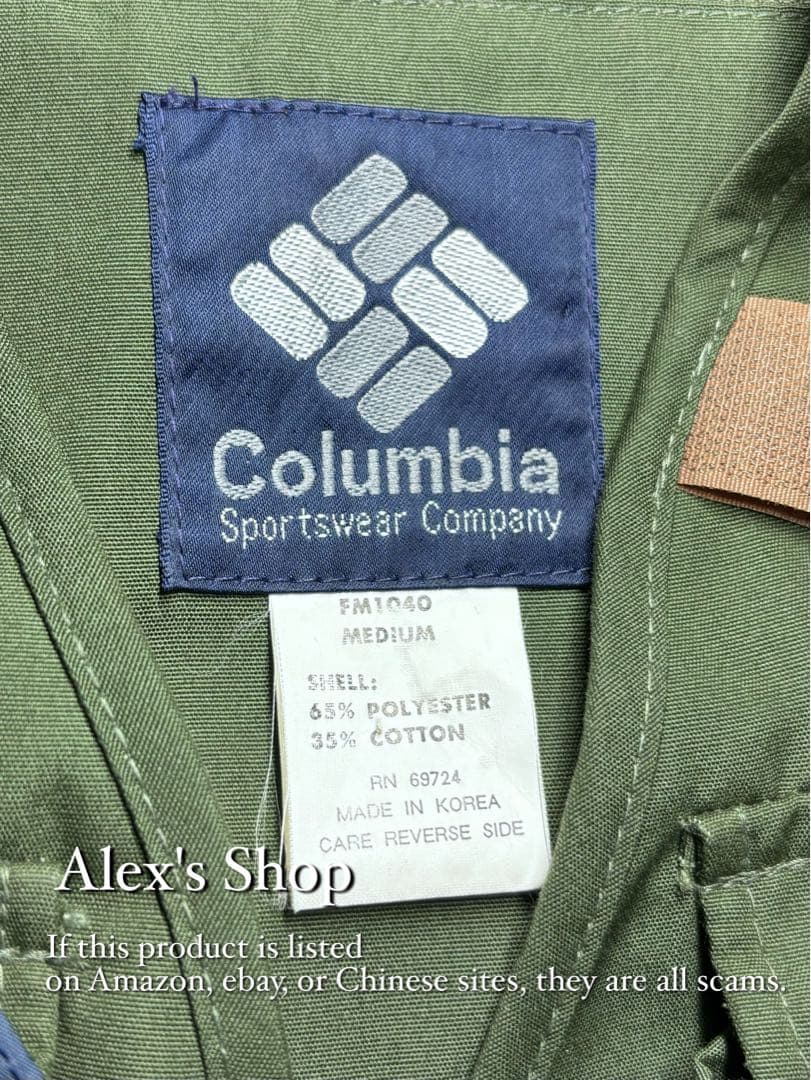 Columbia
Sportswear Company
FM1040
MEDIUM
SHELL:
65% POLYESTER
35% COTTON
RN 69724
MADE IN KOREA
CARE REVERSE SIDE
Alex's Shop
If this product is listed
on Amazon, ebay, or Chinese sites, they are all scams.